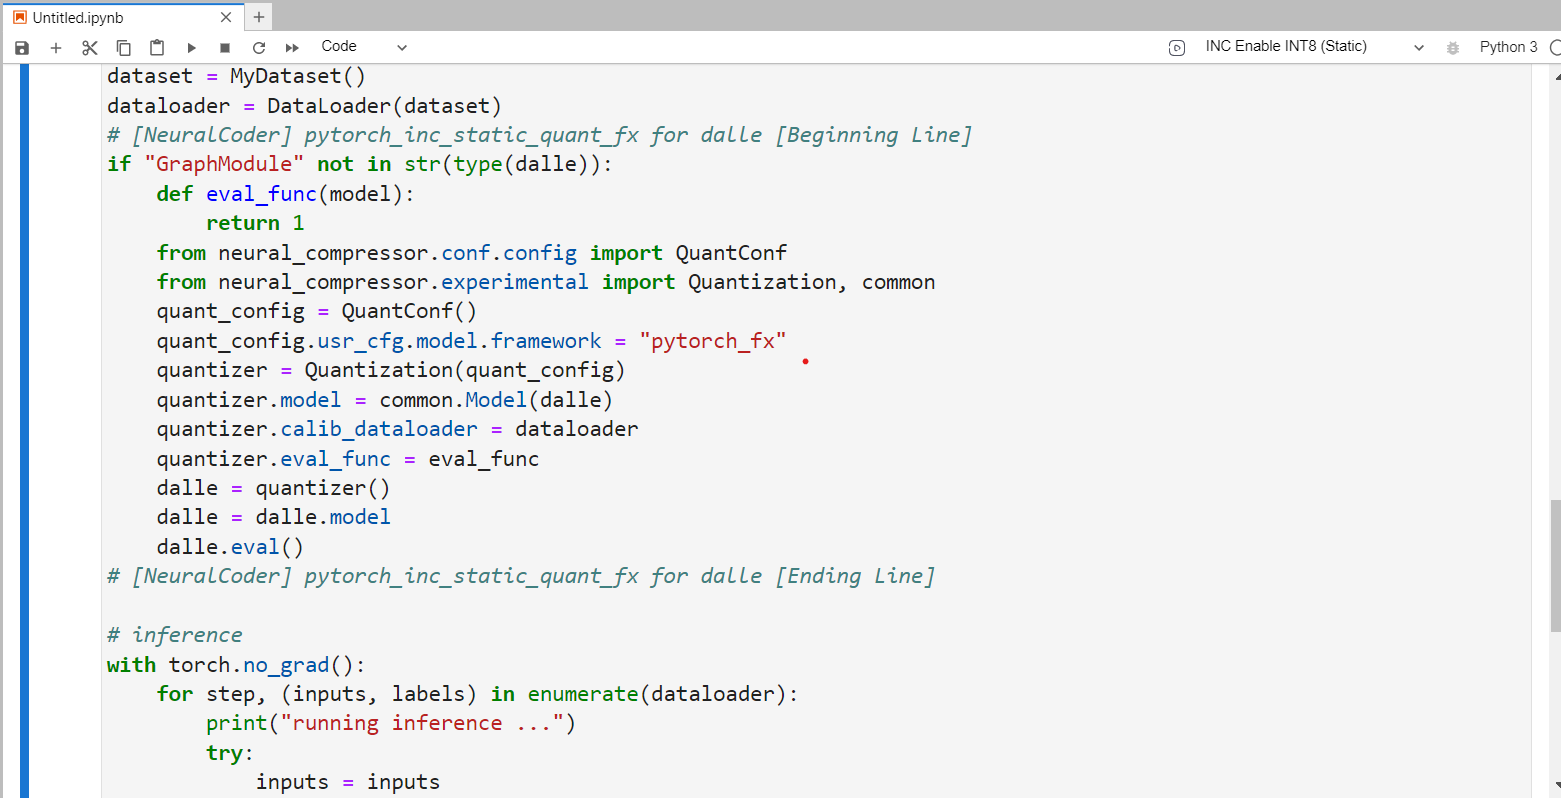 Untitled.ipynb
Code
INC Enable INT8 (Static)
Python 3
dataset = MyDataset()
dataloader = DataLoader(dataset)
# [NeuralCoder] pytorch_inc_static_quant_fx for dalle [Beginning Line]
if "GraphModule" not in str(type(dalle)):
    def eval_func(model):
        return 1
    from neural_compressor.conf.config import QuantConf
    from neural_compressor.experimental import Quantization, common
    quant_config = QuantConf()
    quant_config.usr_cfg.model.framework = "pytorch_fx"
    quantizer = Quantization(quant_config)
    quantizer.model = common.Model(dalle)
    quantizer.calib_dataloader = dataloader
    quantizer.eval_func = eval_func
    dalle = quantizer()
    dalle = dalle.model
    dalle.eval()
# [NeuralCoder] pytorch_inc_static_quant_fx for dalle [Ending Line]
# inference
with torch.no_grad():
    for step, (inputs, labels) in enumerate(dataloader):
        print("running inference ...")
        try:
            inputs = inputs